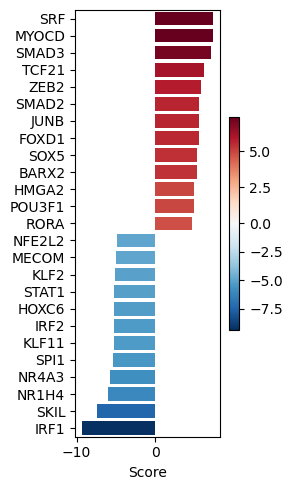 SRF
MYOCD
SMAD3
TCF21
ZEB2
SMAD2
JUNB
FOXD1
SOX5
BARX2
HMGA2
POU3F1
RORA
NFE2L2
MECOM
KLF2
STAT1
HOXC6
IRF2
KLF11
SPI1
NR4A3
NR1H4
SKIL
IRF1
−10
0
Score
5.0
2.5
0.0
−2.5
−5.0
−7.5